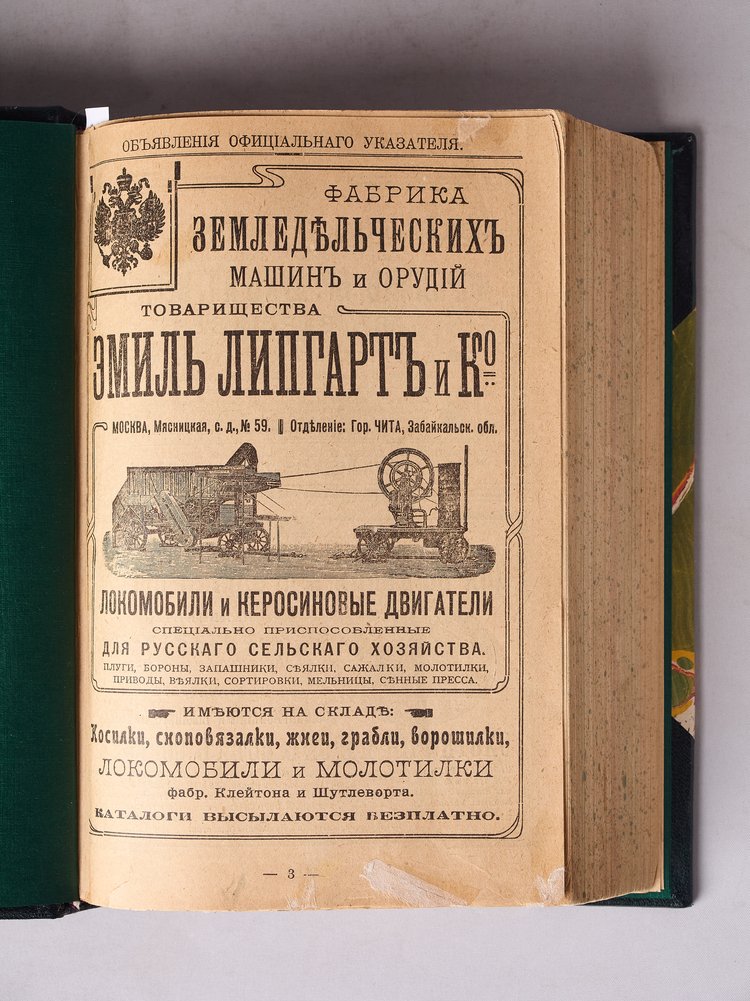 ОБЪЯВЛЕНІЯ ОФИЦІАЛЬНАГО УКАЗАТЕЛЯ.
ФАБРИКА
ЗЕМЛЕДѢЛЬЧЕСКИХЪ
МАШИНЪ и ОРУДІЙ
ТОВАРИЩЕСТВА
ЭМИЛЬ ЛИПГАРТЪ и Ко
МОСКВА, Мясницкая, с. д., № 59. || Отдѣленіе: Гор. ЧИТА, Забайкальск. обл.
ЛОКОМОБИЛИ и КЕРОСИНОВЫЕ ДВИГАТЕЛИ
СПЕЦІАЛЬНО ПРИСПОСОБЛЕННЫЕ
ДЛЯ РУССКАГО СЕЛЬСКАГО ХОЗЯЙСТВА.
ПЛУГИ, БОРОНЫ, ЗАПАШНИКИ, СѢЯЛКИ, САЖАЛКИ, МОЛОТИЛКИ,
ПРИВОДЫ, ВѢЯЛКИ, СОРТИРОВКИ, МЕЛЬНИЦЫ, СѢННЫЕ ПРЕССА.
ИМѢЮТСЯ НА СКЛАДѢ:
Косилки, сноповязалки, жнеи, грабли, ворошилки,
ЛОКОМОБИЛИ и МОЛОТИЛКИ
фабр. Клейтона и Шутлеворта.
КАТАЛОГИ ВЫСЫЛАЮТСЯ БЕЗПЛАТНО.
— 3 —